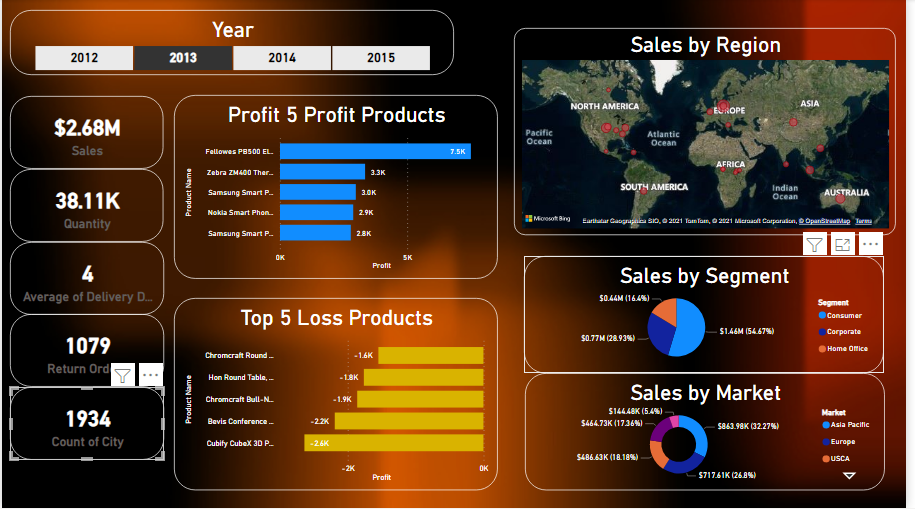 Year
2012 2013 2014 2015
$2.68M
Sales
38.11K
Quantity
4
Average of Delivery D...
1079
Return Ord
1934
Count of City
Profit 5 Profit Products
Product Name
Fellowes PB500 El...
7.5K
Zebra ZM400 Ther...
3.3K
Samsung Smart P...
3.0K
Nokia Smart Phon...
2.9K
Samsung Smart P...
2.8K
0K 5K
Profit
Top 5 Loss Products
Product Name
Chromcraft Round ...
-1.6K
Hon Round Table, ...
-1.8K
Chromcraft Bull-N...
-1.9K
Bevis Conference ...
-2.2K
Cubify CubeX 3D P...
-2.6K
-2K 0K
Profit
Sales by Region
NORTH AMERICA
EUROPE
ASIA
Pacific
Ocean
Atlantic
Ocean
AFRICA
SOUTH AMERICA
Indian
Ocean
AUSTRALIA
Microsoft Bing
Earthstar Geographics SIO, © 2021 TomTom, © 2021 Microsoft Corporation, © OpenStreetMap Terms
Sales by Segment
$0.44M (16.4%)
$0.77M (28.93%)
$1.46M (54.67%)
Segment
Consumer
Corporate
Home Office
Sales by Market
$144.48K (5.4%)
$464.73K (17.36%)
$863.98K (32.27%)
$486.63K (18.18%)
$717.61K (26.8%)
Market
Asia Pacific
Europe
USCA